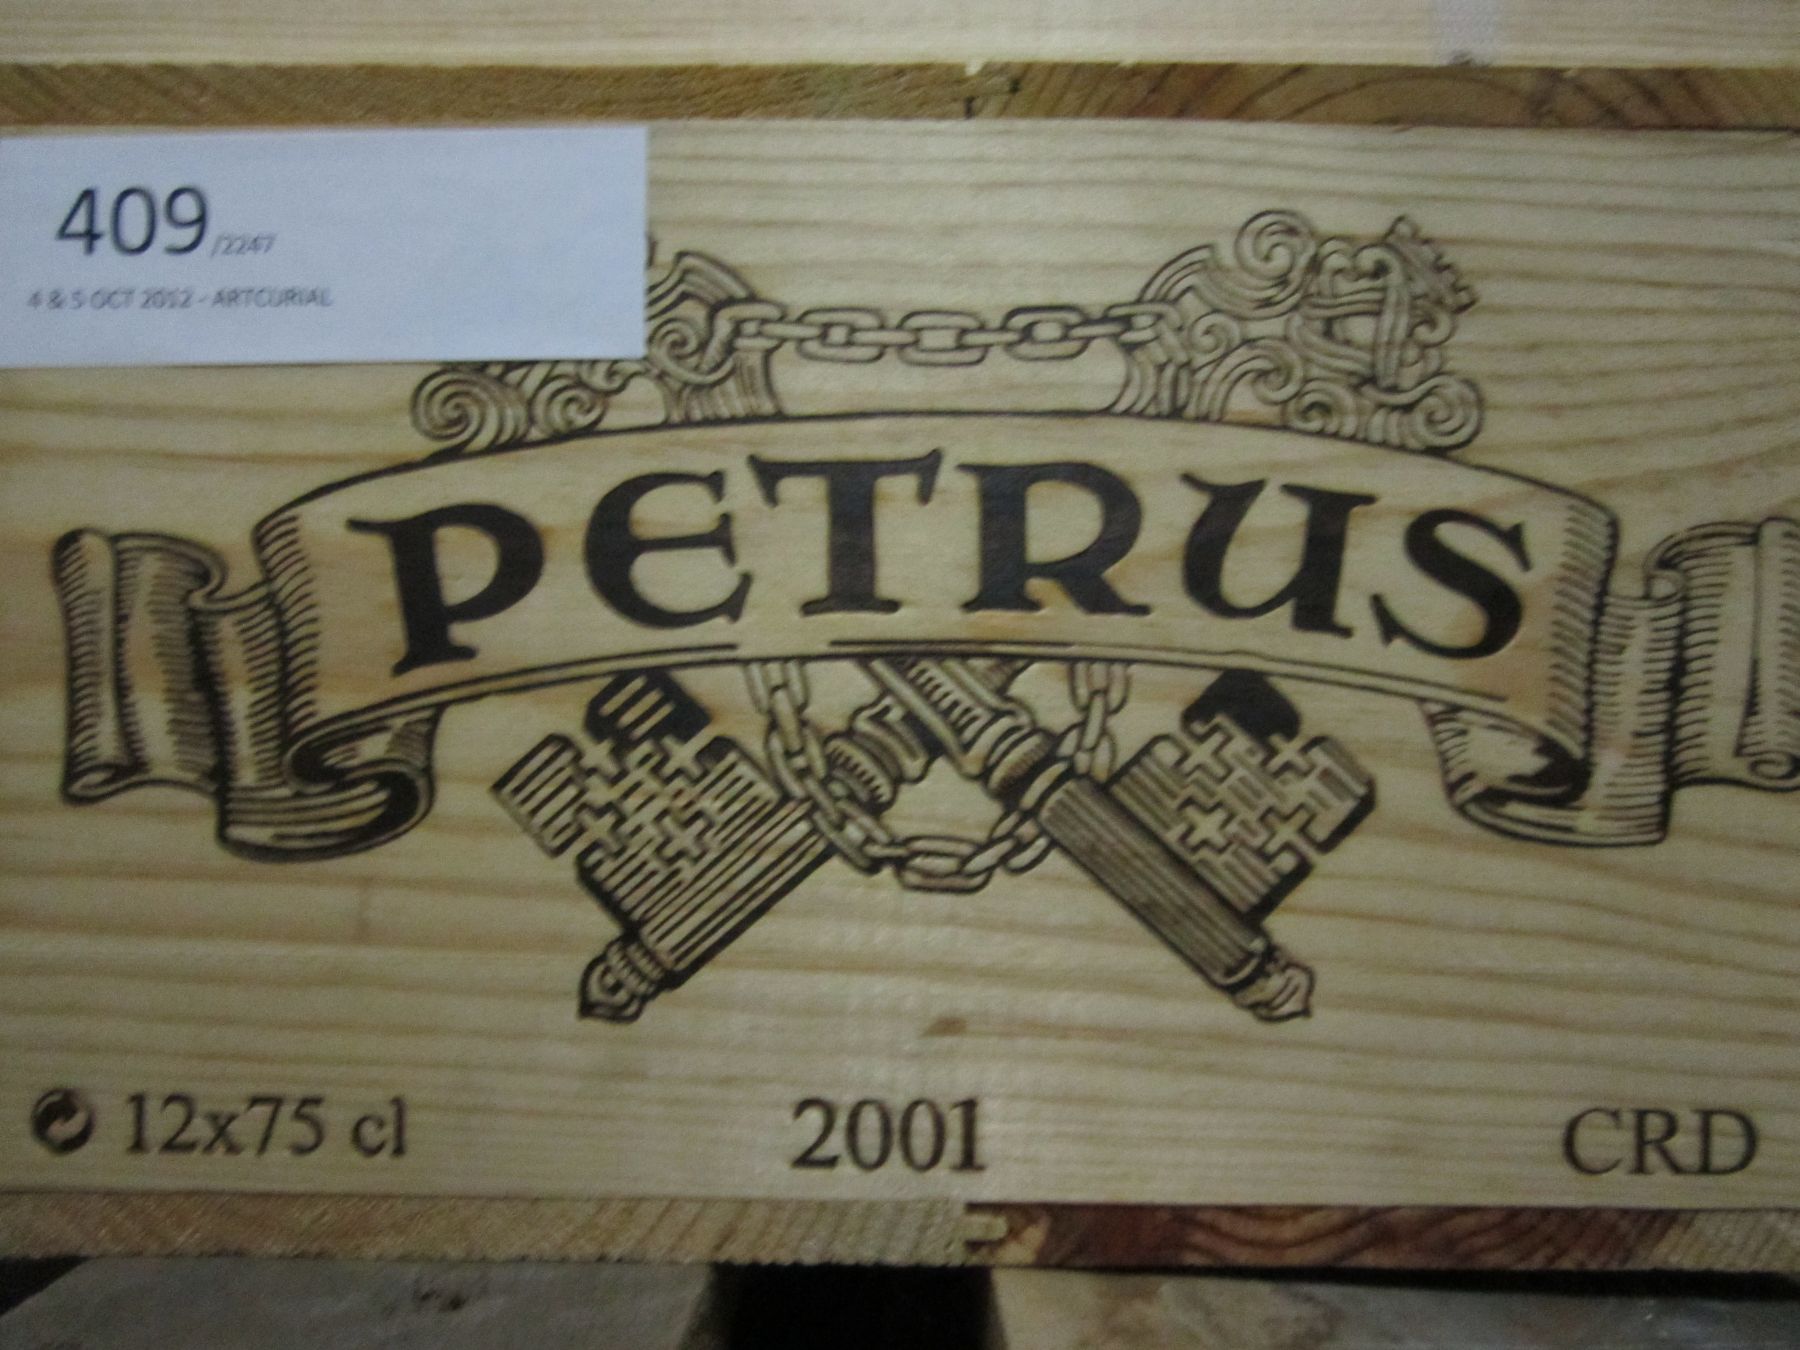 409/2247
4 & 5 OCT 2012 - ARTCURIAL
PETRUS
12x75 cl
2001
CRD